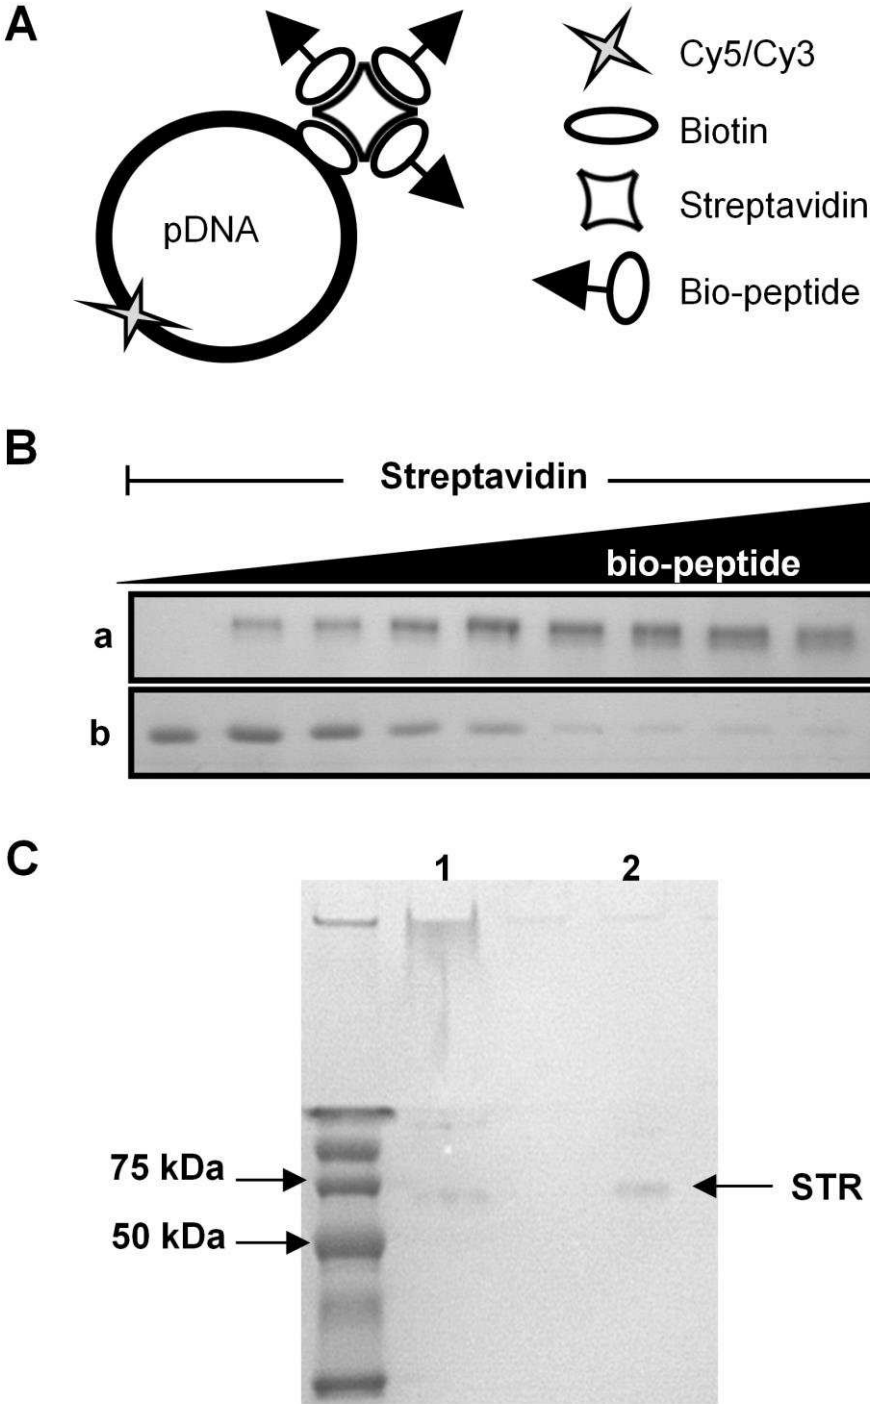 A
Cy5/Cy3
Biotin
pDNA
Streptavidin
Bio-peptide
B
Streptavidin
bio-peptide
a
b
C
1
2
75 kDa
STR
50 kDa